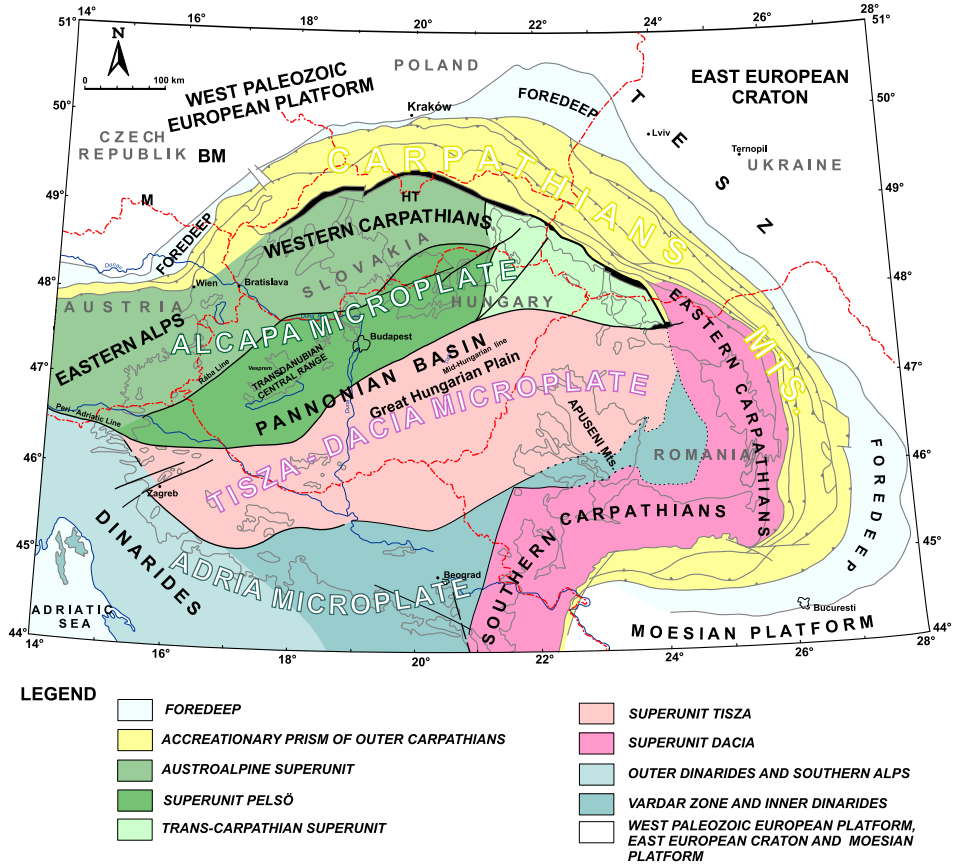 14° 16° 18° 20° 22° 24° 26° 28°
51° 51°
N
0 100 km
POLAND
WEST PALEOZOIC
EUROPEAN PLATFORM
EAST EUROPEAN
CRATON
FOREDEEP
T E S Z
50° 50°
Kraków
Lviv
Ternopil
UKRAINE
CZECH
REPUBLIK
BM
CARPATHIANS MTS.
M
HT
49° 49°
FOREDEEP
WESTERN CARPATHIANS
SLOVAKIA
48° 48°
Wien
Bratislava
AUSTRIA
HUNGARY
ALCAPA MICROPLATE
EASTERN ALPS
Budapest
EASTERN CARPATHIANS
47° 47°
Rába Line
Veszprem
TRANSDANUBIAN
CENTRAL RANGE
PANNONIAN BASIN
Mid-Hungarian line
Great Hungarian Plain
Peri - Adriatic Line
TISZA - DACIA MICROPLATE
APUSENI Mts.
ROMANIA
46° 46°
Zagreb
FOREDEEP
DINARIDES
SOUTHERN CARPATHIANS
45° 45°
ADRIA MICROPLATE
Beograd
ADRIATIC
SEA
Bucuresti
MOESIAN PLATFORM
44° 44°
14° 16° 18° 20° 22° 24° 26° 28°
LEGEND
FOREDEEP
ACCREATIONARY PRISM OF OUTER CARPATHIANS
AUSTROALPINE SUPERUNIT
SUPERUNIT PELSÖ
TRANS-CARPATHIAN SUPERUNIT
SUPERUNIT TISZA
SUPERUNIT DACIA
OUTER DINARIDES AND SOUTHERN ALPS
VARDAR ZONE AND INNER DINARIDES
WEST PALEOZOIC EUROPEAN PLATFORM,
EAST EUROPEAN CRATON AND MOESIAN
PLATFORM